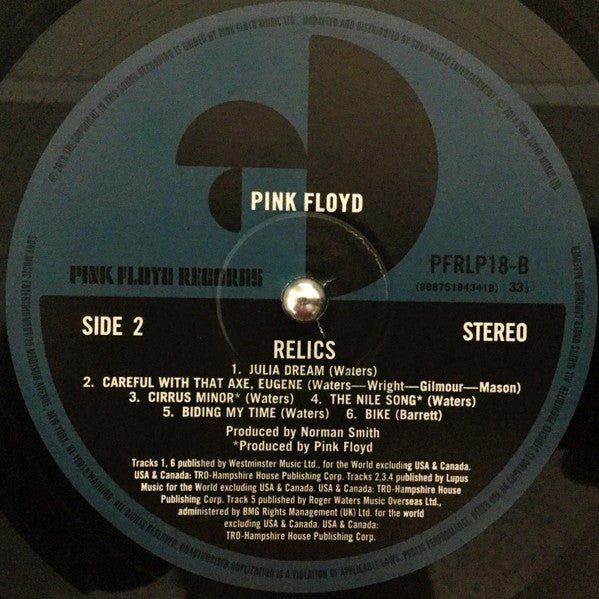 PINK FLOYD
PINK FLOYD RECORDS
PFRLP18-B
(88875184341B) 33⅓
SIDE 2
STEREO
RELICS
1. JULIA DREAM (Waters)
2. CAREFUL WITH THAT AXE, EUGENE (Waters—Wright—Gilmour—Mason)
3. CIRRUS MINOR* (Waters) 4. THE NILE SONG* (Waters)
5. BIDING MY TIME (Waters) 6. BIKE (Barrett)
Produced by Norman Smith
*Produced by Pink Floyd
Tracks 1, 6 published by Westminster Music Ltd., for the World excluding USA & Canada.
USA & Canada: TRO-Hampshire House Publishing Corp. Tracks 2,3,4 published by Lupus
Music for the World excluding USA & Canada. USA & Canada: TRO-Hampshire House
Publishing Corp. Track 5 published by Roger Waters Music Overseas Ltd.,
administered by BMG Rights Management (UK) Ltd. for the world
excluding USA & Canada. USA & Canada:
TRO-Hampshire House Publishing Corp.